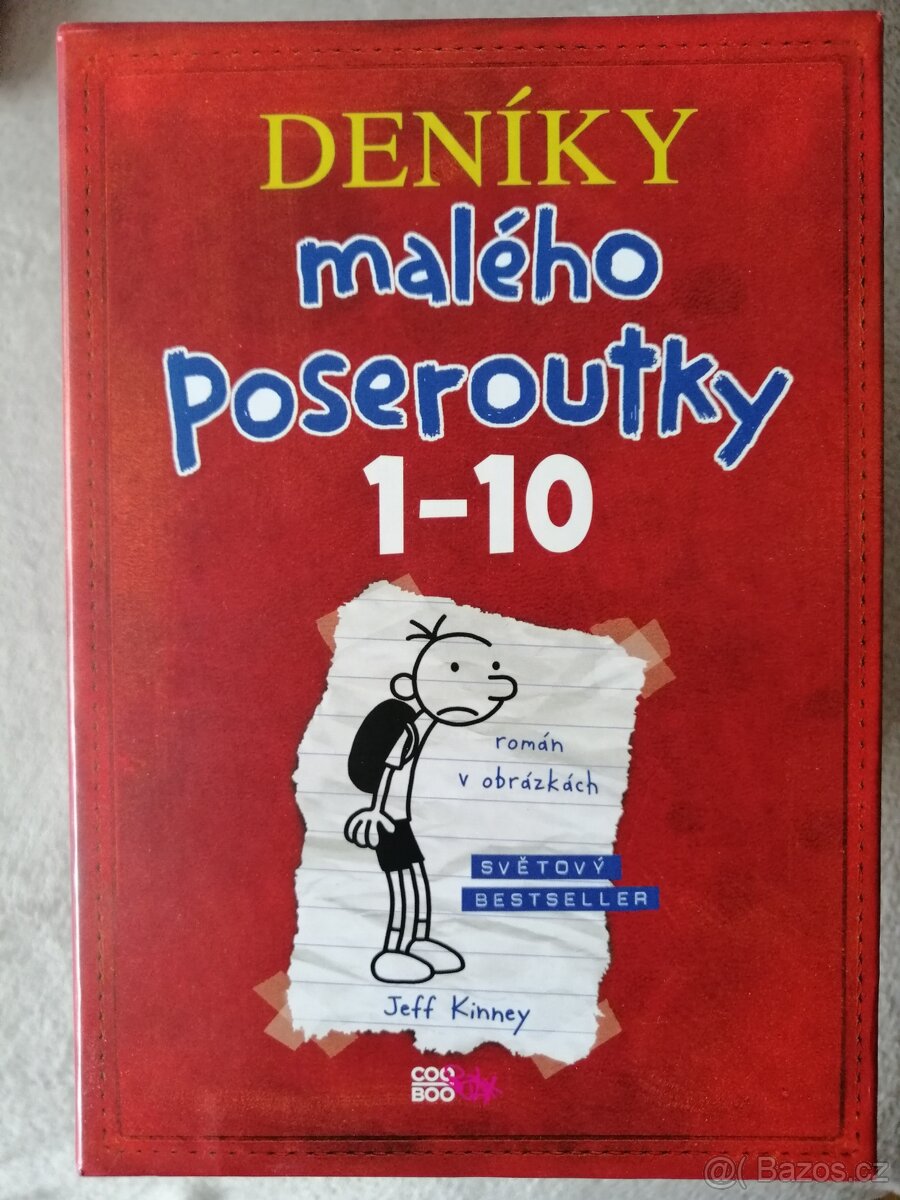 DENÍKY
malého
poseroutky
1-10
román
v obrázkách
SVĚTOVÝ
BESTSELLER
Jeff Kinney
COO
BOO
@( Bazos.cz